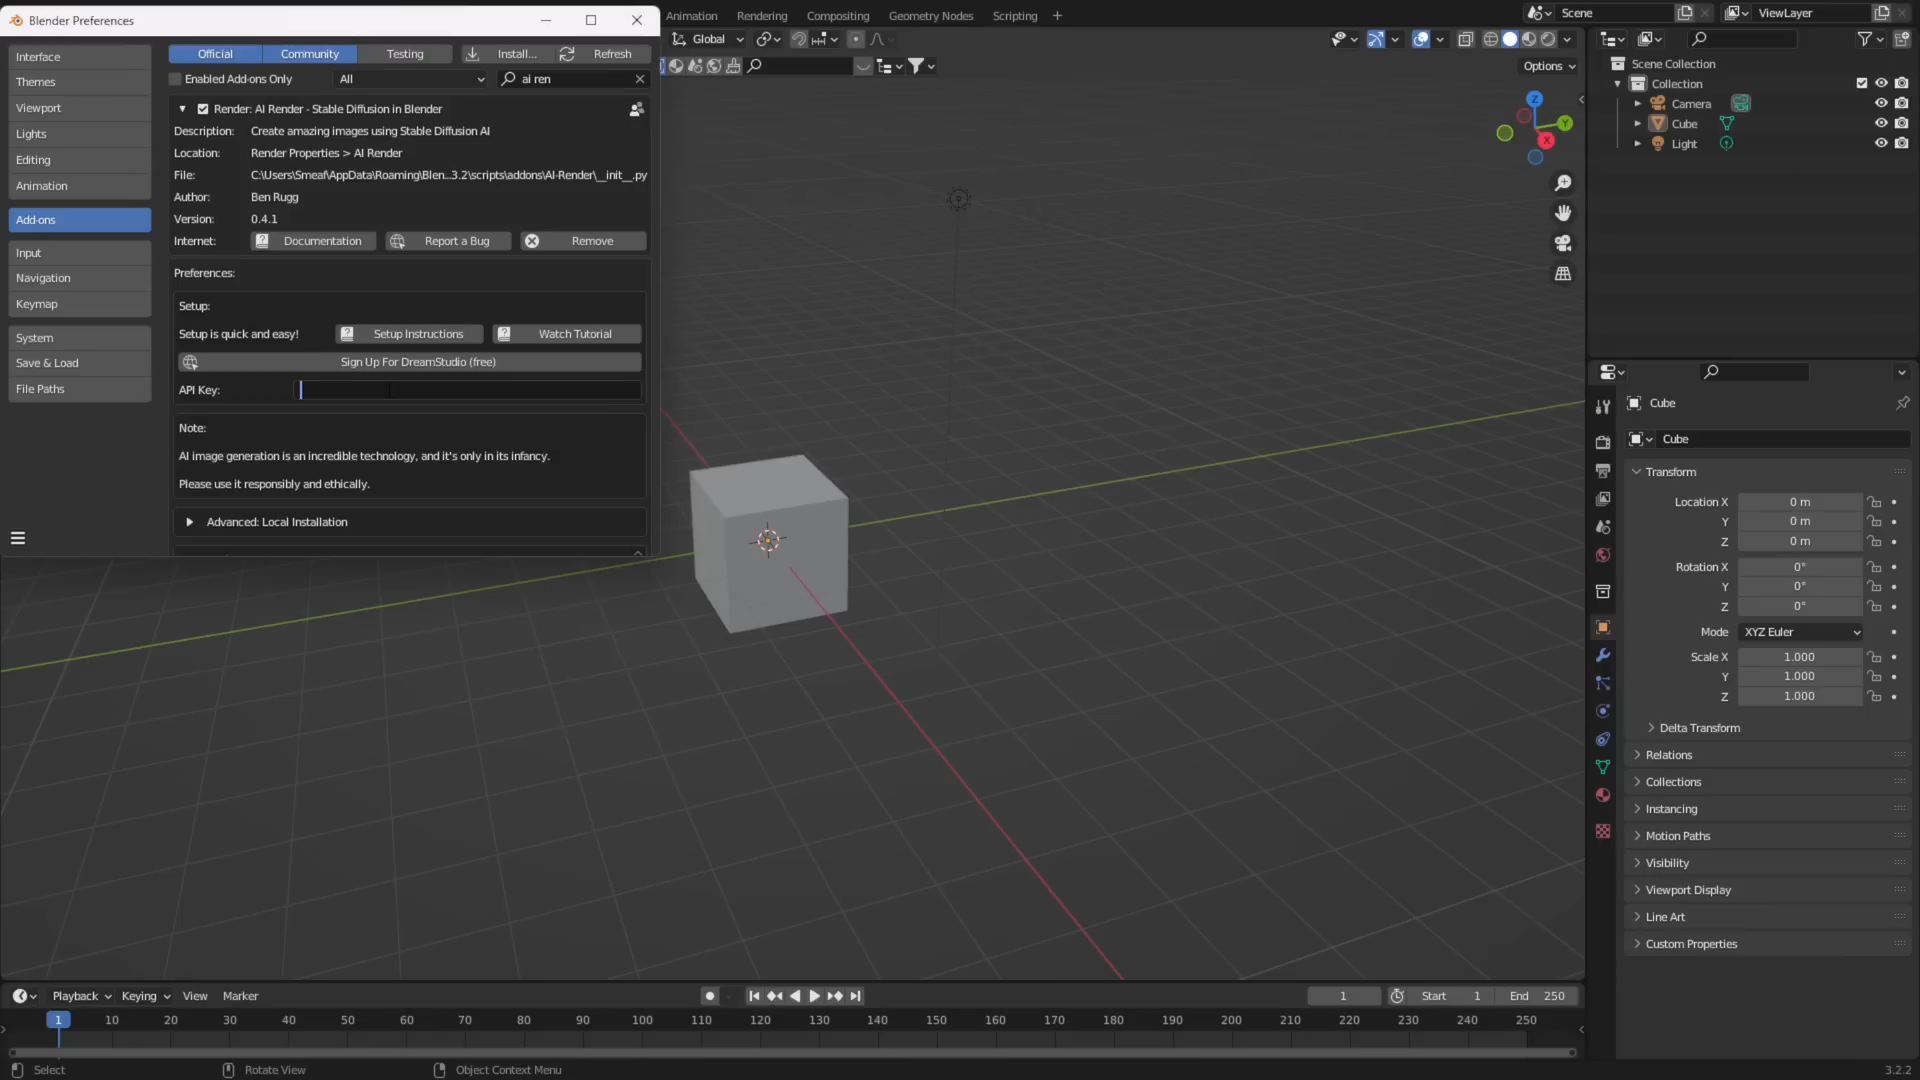 Blender Preferences
Interface
Themes
Viewport
Lights
Editing
Animation
Add-ons
Input
Navigation
Keymap
System
Save & Load
File Paths
Official Community Testing Install... Refresh
Enabled Add-ons Only All ai ren
Render: AI Render - Stable Diffusion in Blender
Description: Create amazing images using Stable Diffusion AI
Location: Render Properties > AI Render
File: C:\Users\Smeaf\AppData\Roaming\Blen...3.2\scripts\addons\AI-Render\__init__.py
Author: Ben Rugg
Version: 0.4.1
Internet: Documentation Report a Bug Remove
Preferences:
Setup:
Setup is quick and easy! Setup Instructions Watch Tutorial
Sign Up For DreamStudio (free)
API Key:
Note:
AI image generation is an incredible technology, and it's only in its infancy.
Please use it responsibly and ethically.
Advanced: Local Installation
Animation Rendering Compositing Geometry Nodes Scripting +
Global
Options
Z
Y
X
Scene ViewLayer
Scene Collection
Collection
Camera
Cube
Light
Cube
Cube
Transform
Location X 0 m
Y 0 m
Z 0 m
Rotation X 0°
Y 0°
Z 0°
Mode XYZ Euler
Scale X 1.000
Y 1.000
Z 1.000
Delta Transform
Relations
Collections
Instancing
Motion Paths
Visibility
Viewport Display
Line Art
Custom Properties
Playback Keying View Marker 1 Start 1 End 250
1 10 20 30 40 50 60 70 80 90 100 110 120 130 140 150 160 170 180 190 200 210 220 230 240 250
Select Rotate View Object Context Menu 3.2.2